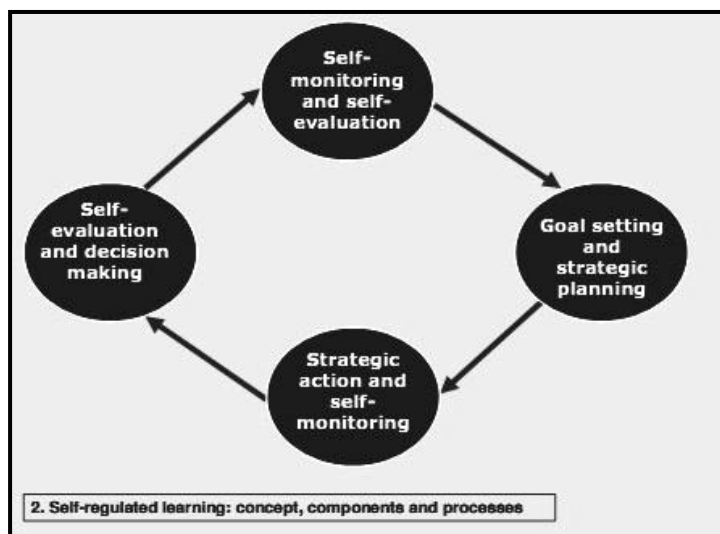 Self-
monitoring
and self-
evaluation
Self-
evaluation
and decision
making
Goal setting
and
strategic
planning
Strategic
action and
self-
monitoring
2. Self-regulated learning: concept, components and processes